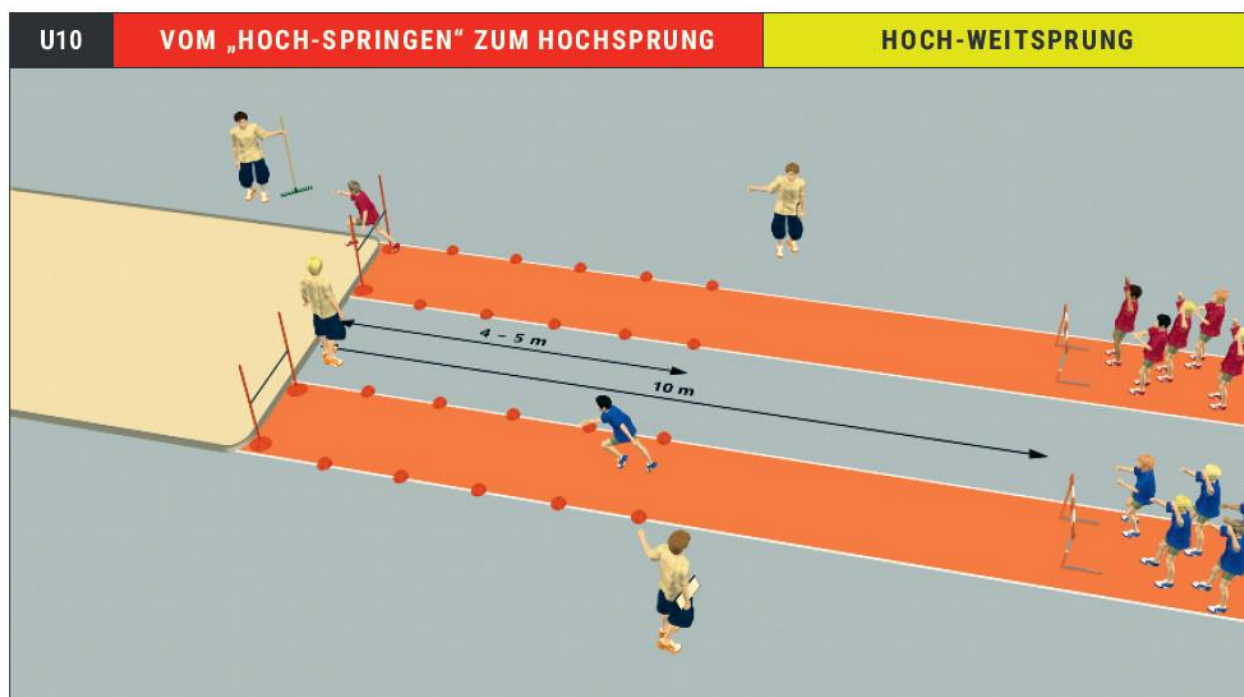 U10
VOM „HOCH-SPRINGEN“ ZUM HOCHSPRUNG
HOCH-WEITSPRUNG
4 – 5 m
10 m